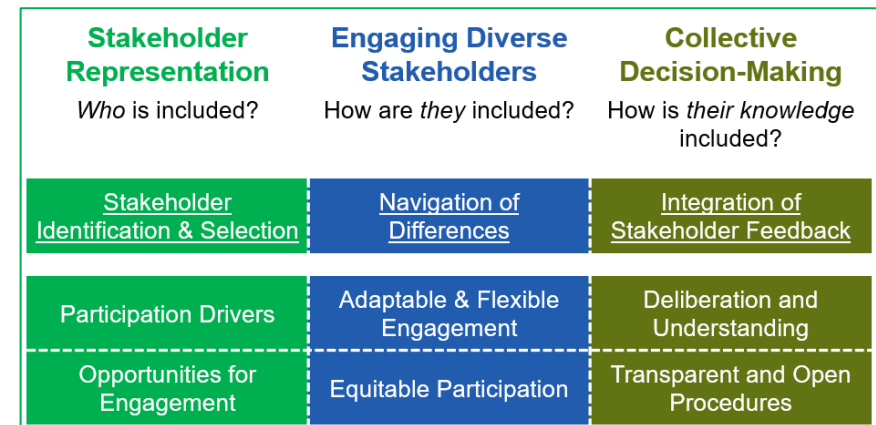 Stakeholder
Representation
Who is included?
Engaging Diverse
Stakeholders
How are they included?
Collective
Decision-Making
How is their knowledge
included?
Stakeholder
Identification & Selection
Navigation of
Differences
Integration of
Stakeholder Feedback
Participation Drivers
Adaptable & Flexible
Engagement
Deliberation and
Understanding
Opportunities for
Engagement
Equitable Participation
Transparent and Open
Procedures